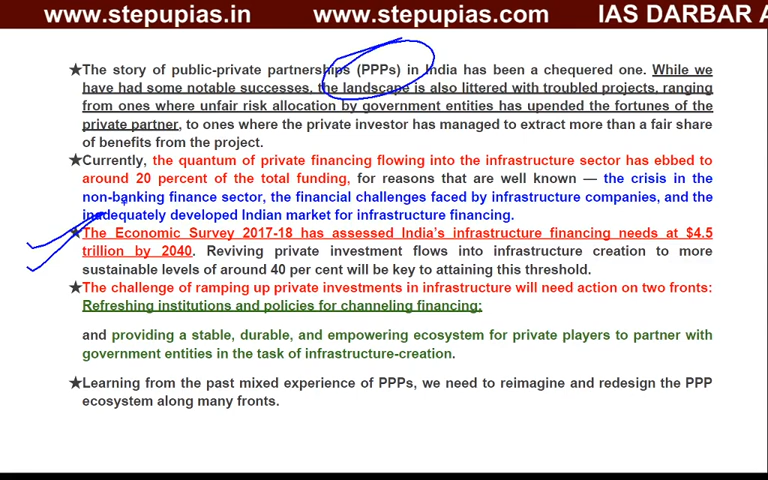 www.stepupias.in www.stepupias.com IAS DARBAR A
★The story of public-private partnerships (PPPs) in India has been a chequered one. While we
have had some notable successes, the landscape is also littered with troubled projects, ranging
from ones where unfair risk allocation by government entities has upended the fortunes of the
private partner, to ones where the private investor has managed to extract more than a fair share
of benefits from the project.
★Currently, the quantum of private financing flowing into the infrastructure sector has ebbed to
around 20 percent of the total funding, for reasons that are well known — the crisis in the
non-banking finance sector, the financial challenges faced by infrastructure companies, and the
inadequately developed Indian market for infrastructure financing.
★The Economic Survey 2017-18 has assessed India's infrastructure financing needs at $4.5
trillion by 2040. Reviving private investment flows into infrastructure creation to more
sustainable levels of around 40 per cent will be key to attaining this threshold.
★The challenge of ramping up private investments in infrastructure will need action on two fronts:
Refreshing institutions and policies for channeling financing;
and providing a stable, durable, and empowering ecosystem for private players to partner with
government entities in the task of infrastructure-creation.
★Learning from the past mixed experience of PPPs, we need to reimagine and redesign the PPP
ecosystem along many fronts.